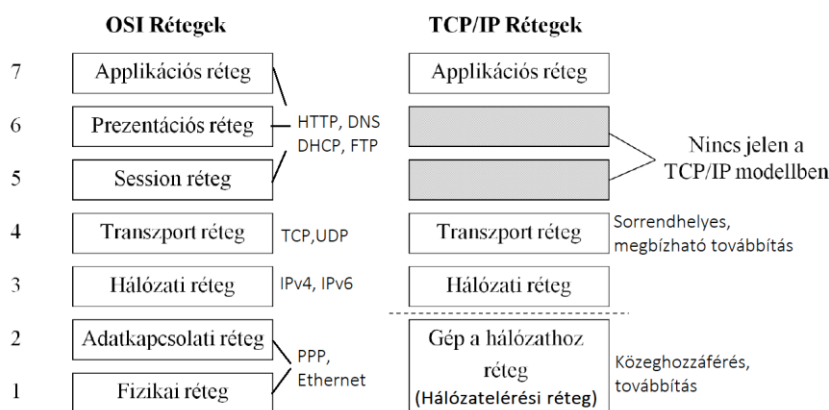 OSI Rétegek
TCP/IP Rétegek
7
Applikációs réteg
Applikációs réteg
6
Prezentációs réteg
HTTP, DNS
DHCP, FTP
Nincs jelen a
TCP/IP modellben
5
Session réteg
4
Transzport réteg
TCP,UDP
Transzport réteg
Sorrendhelyes,
megbízható továbbítás
3
Hálózati réteg
IPv4, IPv6
Hálózati réteg
2
Adatkapcsolati réteg
PPP,
Ethernet
Gép a hálózathoz
réteg
(Hálózatelérési réteg)
Közeghozzáférés,
továbbítás
1
Fizikai réteg